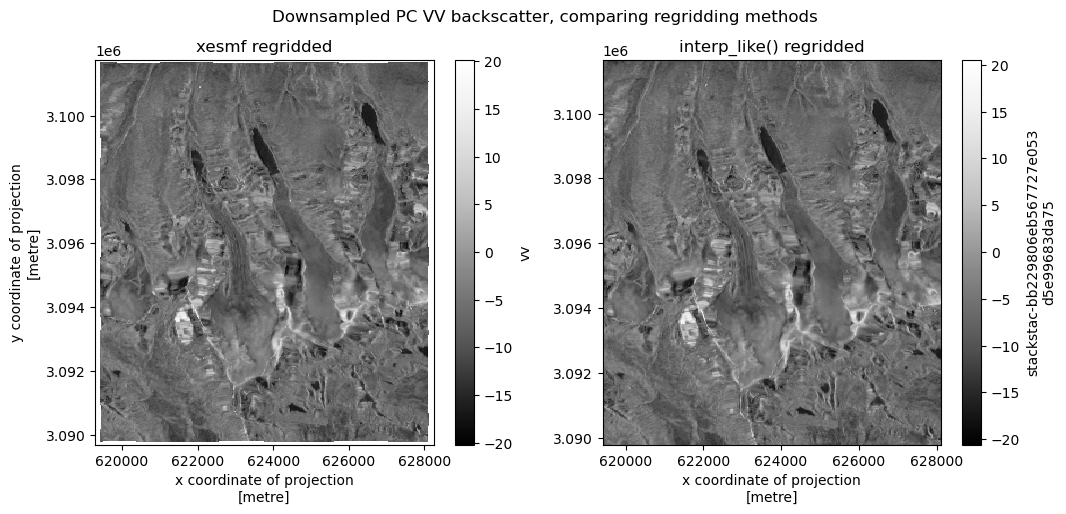 Downsampled PC VV backscatter, comparing regridding methods
xesmf regridded
1e6
3.100
3.098
3.096
3.094
3.092
3.090
y coordinate of projection
[metre]
620000 622000 624000 626000 628000
x coordinate of projection
[metre]
20
15
10
5
0
−5
−10
−15
−20
vv
interp_like() regridded
1e6
3.100
3.098
3.096
3.094
3.092
3.090
620000 622000 624000 626000 628000
x coordinate of projection
[metre]
20
15
10
5
0
−5
−10
−15
−20
stackstac-bb229806eb567727e053
d5e99683da75